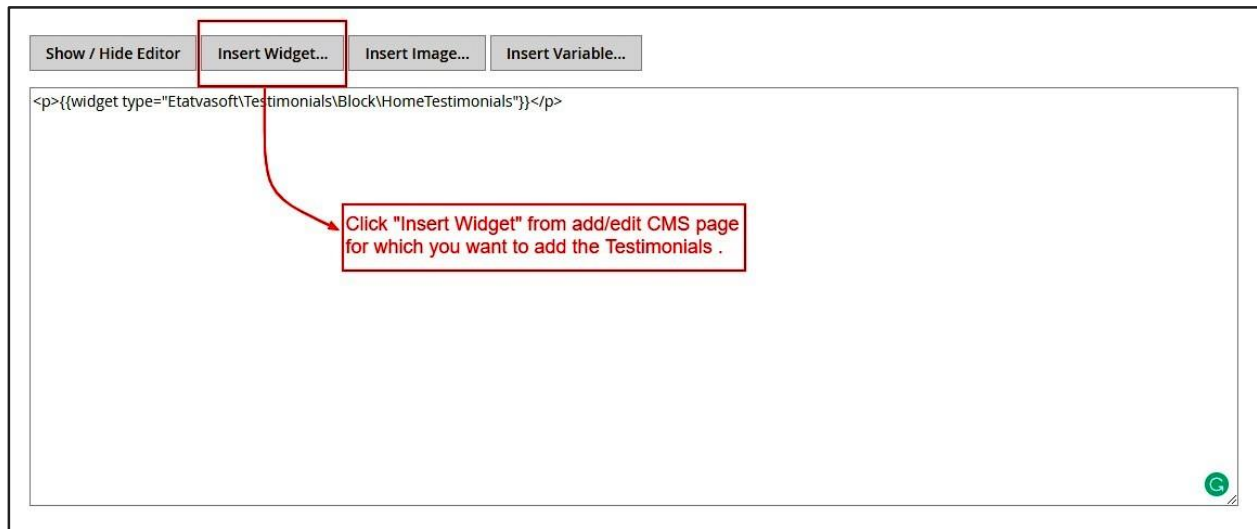 Show / Hide Editor Insert Widget... Insert Image... Insert Variable...
<p>{{widget type="Etatvasoft\Testimonials\Block\HomeTestimonials"}}</p>
Click "Insert Widget" from add/edit CMS page
for which you want to add the Testimonials .